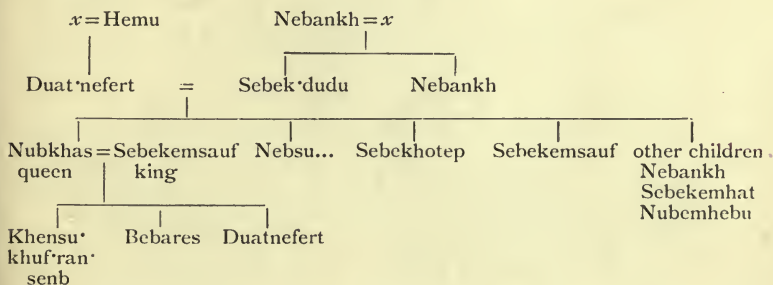 x = Hemu Nebankh = x
Duat·nefert = Sebek·dudu Nebankh
Nubkhas = Sebekemsauf Nebsu... Sebekhotep Sebekemsauf other children
queen king Nebankh
Sebekemhat
Nubemhebu
Khensu· Bebares Duatnefert
khuf·ran·
senb